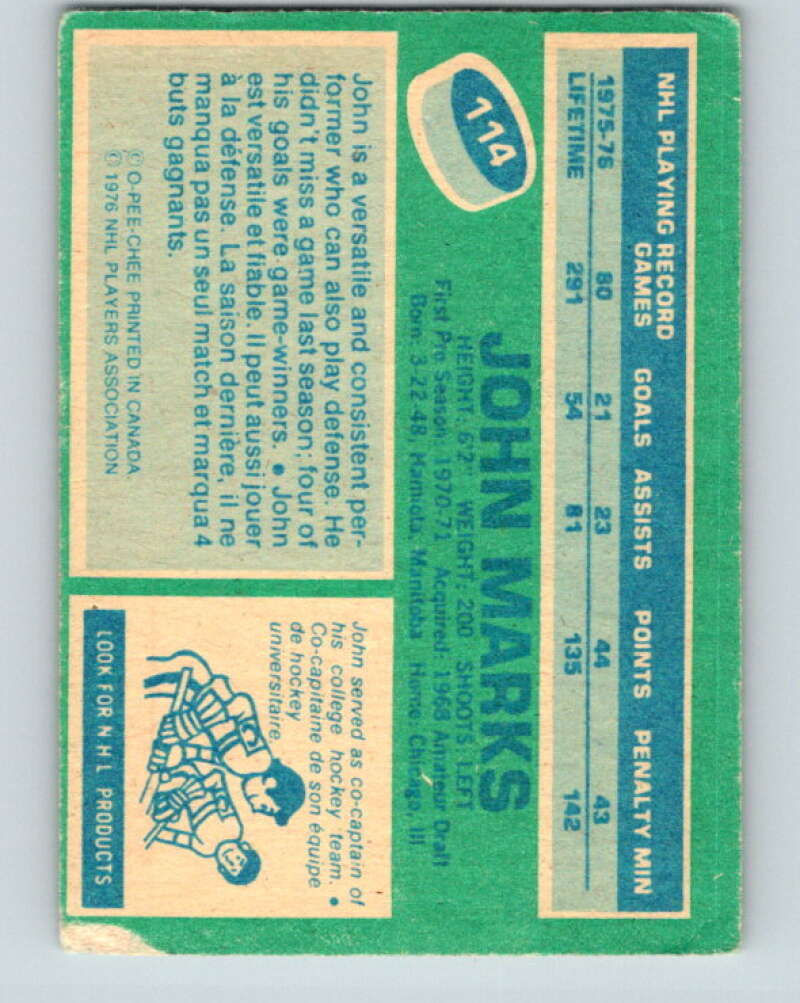 114
JOHN MARKS
HEIGHT: 6'2" WEIGHT: 200 SHOOTS: LEFT
First Pro Season: 1970-71 Acquired: 1968 Amateur Draft
Born: 3-22-48, Hamiota, Manitoba Home: Chicago, Ill
NHL PLAYING RECORD
GAMES GOALS ASSISTS POINTS PENALTY MIN
1975-76 80 21 23 44 43
LIFETIME 291 54 81 135 142
John is a versatile and consistent per-
former who can also play defense. He
didn't miss a game last season; four of
his goals were game-winners. • John
est versatile et fiable. Il peut aussi jouer
à la défense. La saison dernière, il ne
manqua pas un seul match et marqua 4
buts gagnants.
© O-PEE-CHEE PRINTED IN CANADA.
© 1976 NHL PLAYERS ASSOCIATION
John served as co-captain of
his college hockey team. •
Co-capitaine de son équipe
de hockey
universitaire.
LOOK FOR N H L PRODUCTS